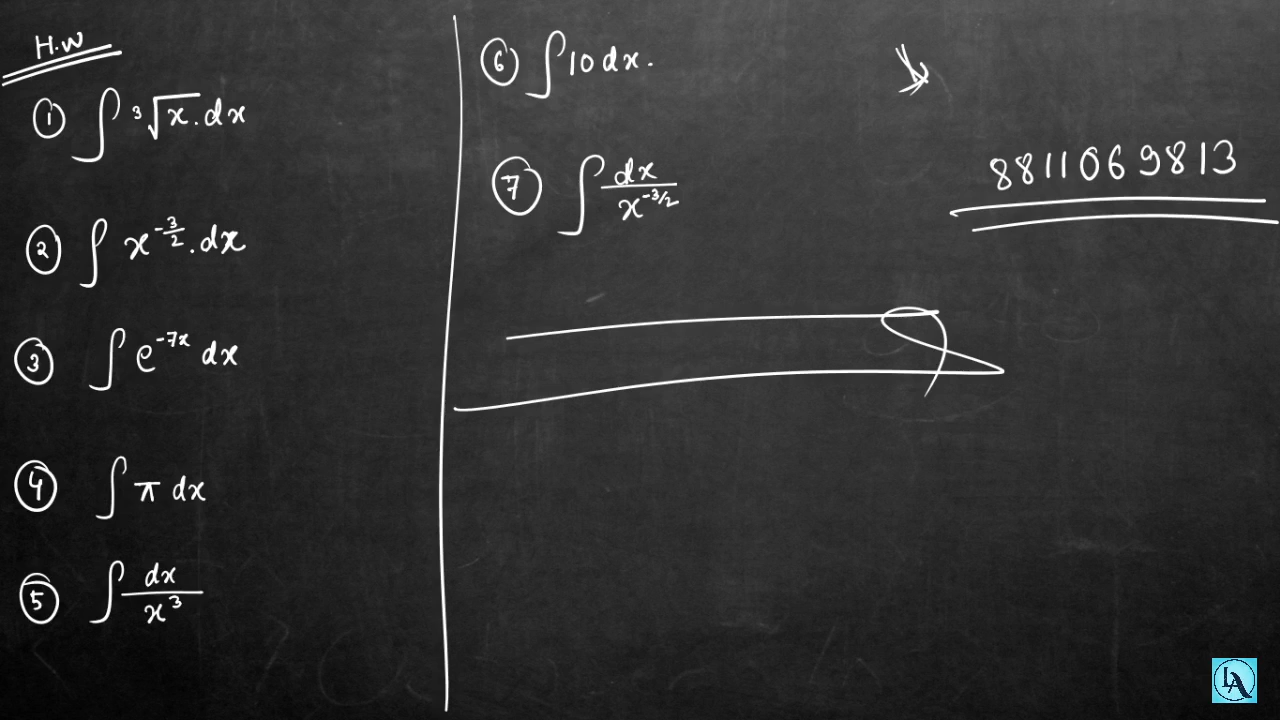 H.W
① ∫ ³√x. dx
② ∫ x^{-3/2}. dx
③ ∫ e^{-7x} dx
④ ∫ π dx
⑤ ∫ dx/x³
⑥ ∫ 10 dx.
⑦ ∫ dx/x^{-3/2}
8811069813
LA